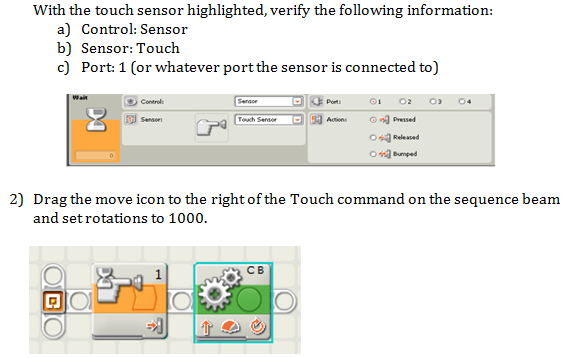 With the touch sensor highlighted, verify the following information:
a) Control: Sensor
b) Sensor: Touch
c) Port: 1 (or whatever port the sensor is connected to)
Wait
Control: Sensor Port: 1 2 3 4
Sensor: Touch Sensor Action: Pressed
Released
Bumped
2) Drag the move icon to the right of the Touch command on the sequence beam
and set rotations to 1000.
1 C B